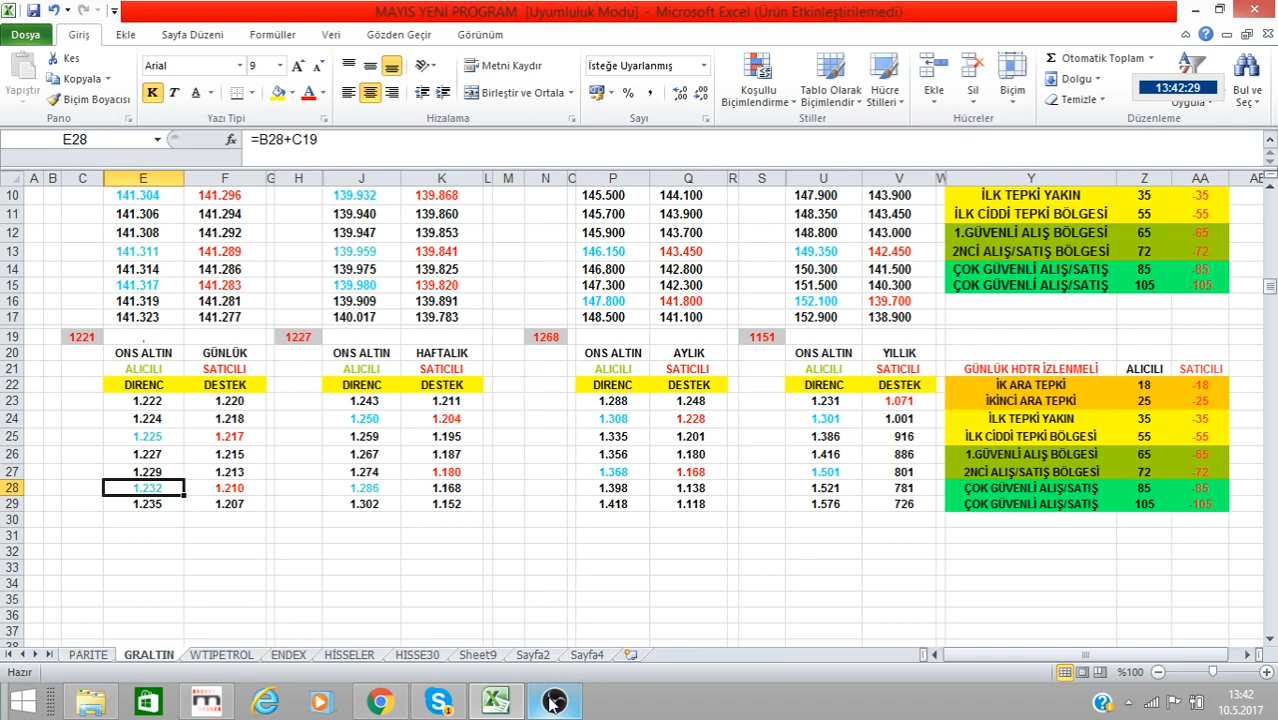 MAYIS YENİ PROGRAM [Uyumluluk Modu] - Microsoft Excel (Ürün Etkinleştirilemedi)
Dosya Giriş Ekle Sayfa Düzeni Formüller Veri Gözden Geçir Görünüm
Yapıştır Kes Kopyala Biçim Boyacısı
Arial 9
K T A
Metni Kaydır
Birleştir ve Ortala
İsteğe Uyarlanmış
Koşullu Biçimlendirme Tablo Olarak Biçimlendir Hücre Stilleri
Ekle Sil Biçim
Otomatik Toplam
Dolgu
Temizle
13:42:29
Uygula
Bul ve Seç
Pano Yazı Tipi Hizalama Sayı Stiller Hücreler Düzenleme
E28 fx =B28+C19
A B C E F G H J K L M N O P Q R S U V W Y Z AA AB
10 141.304 141.296 139.932 139.868 145.500 144.100 147.900 143.900 İLK TEPKİ YAKIN 35 -35
11 141.306 141.294 139.940 139.860 145.700 143.900 148.350 143.450 İLK CİDDİ TEPKİ BÖLGESİ 55 -55
12 141.308 141.292 139.947 139.853 145.900 143.700 148.800 143.000 1.GÜVENLİ ALIŞ BÖLGESİ 65 -65
13 141.311 141.289 139.959 139.841 146.150 143.450 149.350 142.450 2NCİ ALIŞ/SATIŞ BÖLGESİ 72 -72
14 141.314 141.286 139.975 139.825 146.800 142.800 150.300 141.500 ÇOK GÜVENLİ ALIŞ/SATIŞ 85 -85
15 141.317 141.283 139.980 139.820 147.300 142.300 151.500 140.300 ÇOK GÜVENLİ ALIŞ/SATIŞ 105 -105
16 141.319 141.281 139.909 139.891 147.800 141.800 152.100 139.700
17 141.323 141.277 140.017 139.783 148.500 141.100 152.900 138.900
19 1221 , 1227 1268 1151
20 ONS ALTIN GÜNLÜK ONS ALTIN HAFTALIK ONS ALTIN AYLIK ONS ALTIN YILLIK
21 ALICILI SATICILI ALICILI SATICILI ALICILI SATICILI ALICILI SATICILI GÜNLÜK HDTR İZLENMELİ ALICILI SATICILI
22 DIRENC DESTEK DIRENC DESTEK DIRENC DESTEK DIRENC DESTEK İK ARA TEPKİ 18 -18
23 1.222 1.220 1.243 1.211 1.288 1.248 1.231 1.071 İKİNCİ ARA TEPKİ 25 -25
24 1.224 1.218 1.250 1.204 1.308 1.228 1.301 1.001 İLK TEPKİ YAKIN 35 -35
25 1.225 1.217 1.259 1.195 1.335 1.201 1.386 916 İLK CİDDİ TEPKİ BÖLGESİ 55 -55
26 1.227 1.215 1.267 1.187 1.356 1.180 1.416 886 1.GÜVENLİ ALIŞ BÖLGESİ 65 -65
27 1.229 1.213 1.274 1.180 1.368 1.168 1.501 801 2NCİ ALIŞ/SATIŞ BÖLGESİ 72 -72
28 1.232 1.210 1.286 1.168 1.398 1.138 1.521 781 ÇOK GÜVENLİ ALIŞ/SATIŞ 85 -85
29 1.235 1.207 1.302 1.152 1.418 1.118 1.576 726 ÇOK GÜVENLİ ALIŞ/SATIŞ 105 -105
30
31
32
33
34
35
36
37
38
PARITE GRALTIN WTIPETROL ENDEX HİSSELER HISSE30 Sheet9 Sayfa2 Sayfa4
Hazır %100
13:42
10.5.2017